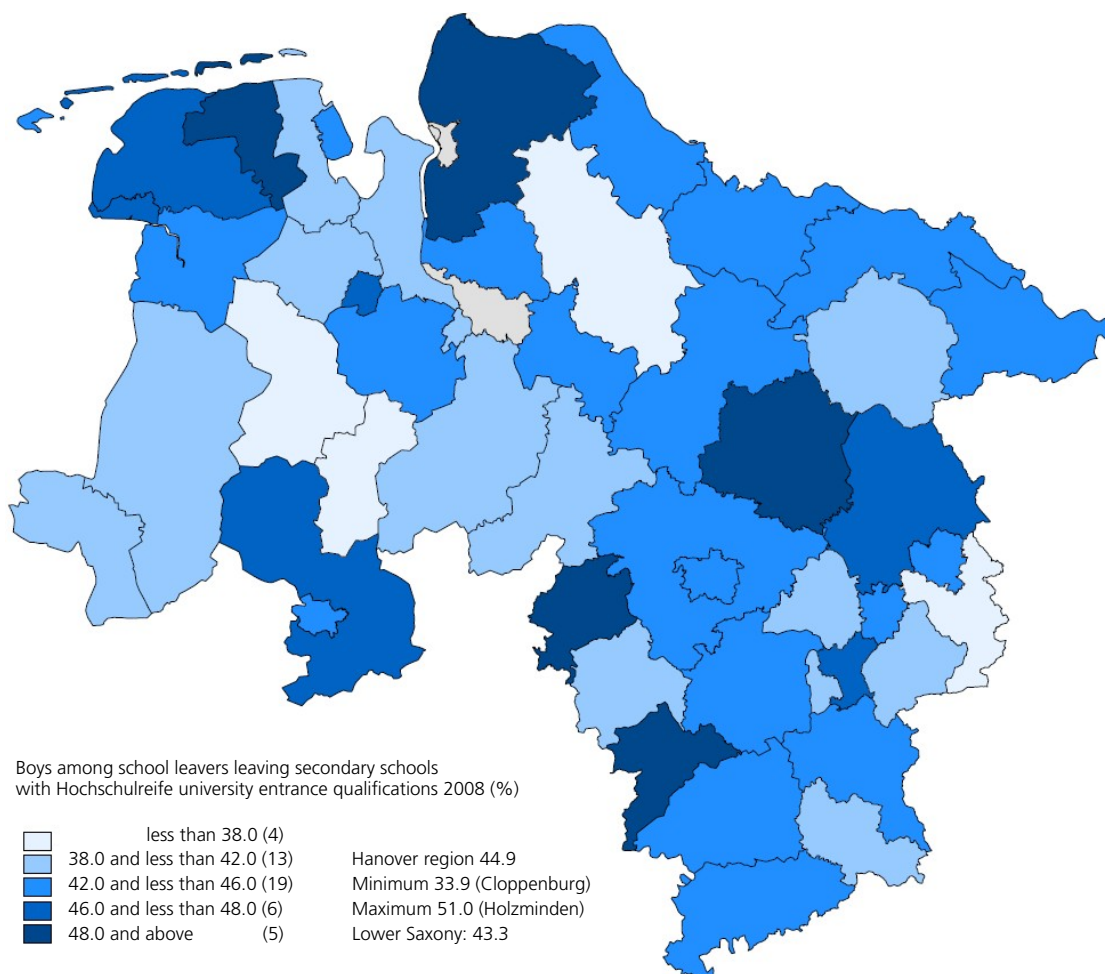 Boys among school leavers leaving secondary schools
with Hochschulreife university entrance qualifications 2008 (%)
less than 38.0 (4)
38.0 and less than 42.0 (13) Hanover region 44.9
42.0 and less than 46.0 (19) Minimum 33.9 (Cloppenburg)
46.0 and less than 48.0 (6) Maximum 51.0 (Holzminden)
48.0 and above (5) Lower Saxony: 43.3